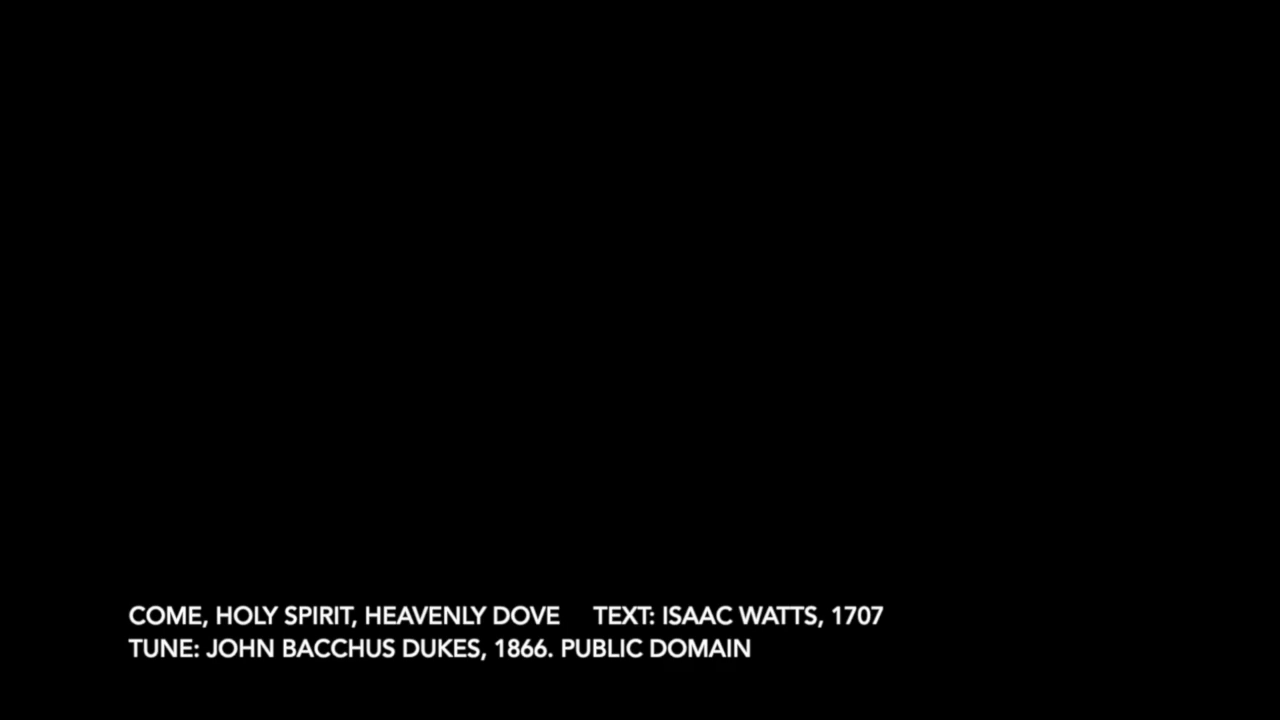 COME, HOLY SPIRIT, HEAVENLY DOVE TEXT: ISAAC WATTS, 1707
TUNE: JOHN BACCHUS DUKES, 1866. PUBLIC DOMAIN